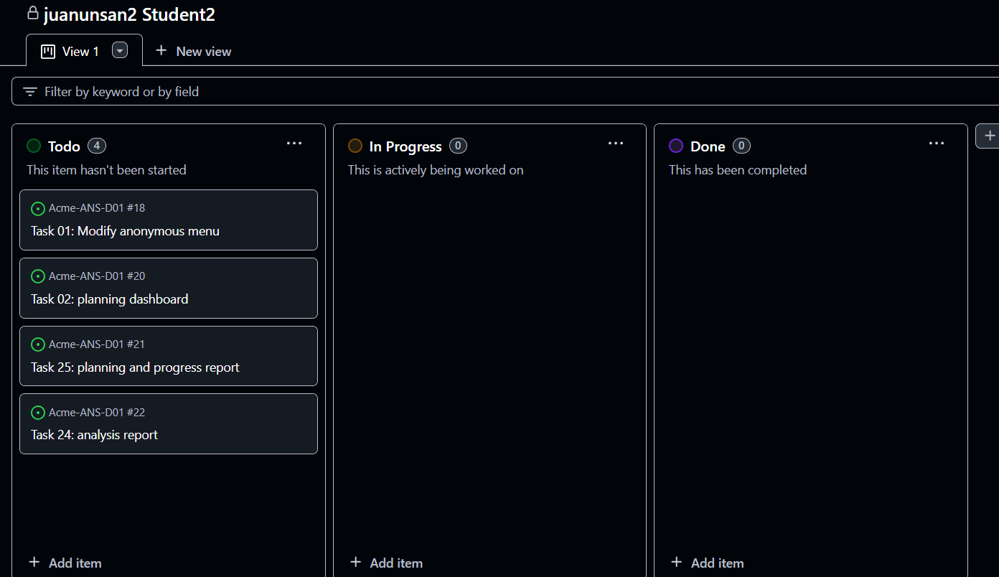 juanunsan2 Student2
View 1
New view
Filter by keyword or by field
Todo 4
This item hasn't been started
Acme-ANS-D01 #18
Task 01: Modify anonymous menu
Acme-ANS-D01 #20
Task 02: planning dashboard
Acme-ANS-D01 #21
Task 25: planning and progress report
Acme-ANS-D01 #22
Task 24: analysis report
Add item
In Progress 0
This is actively being worked on
Add item
Done 0
This has been completed
Add item